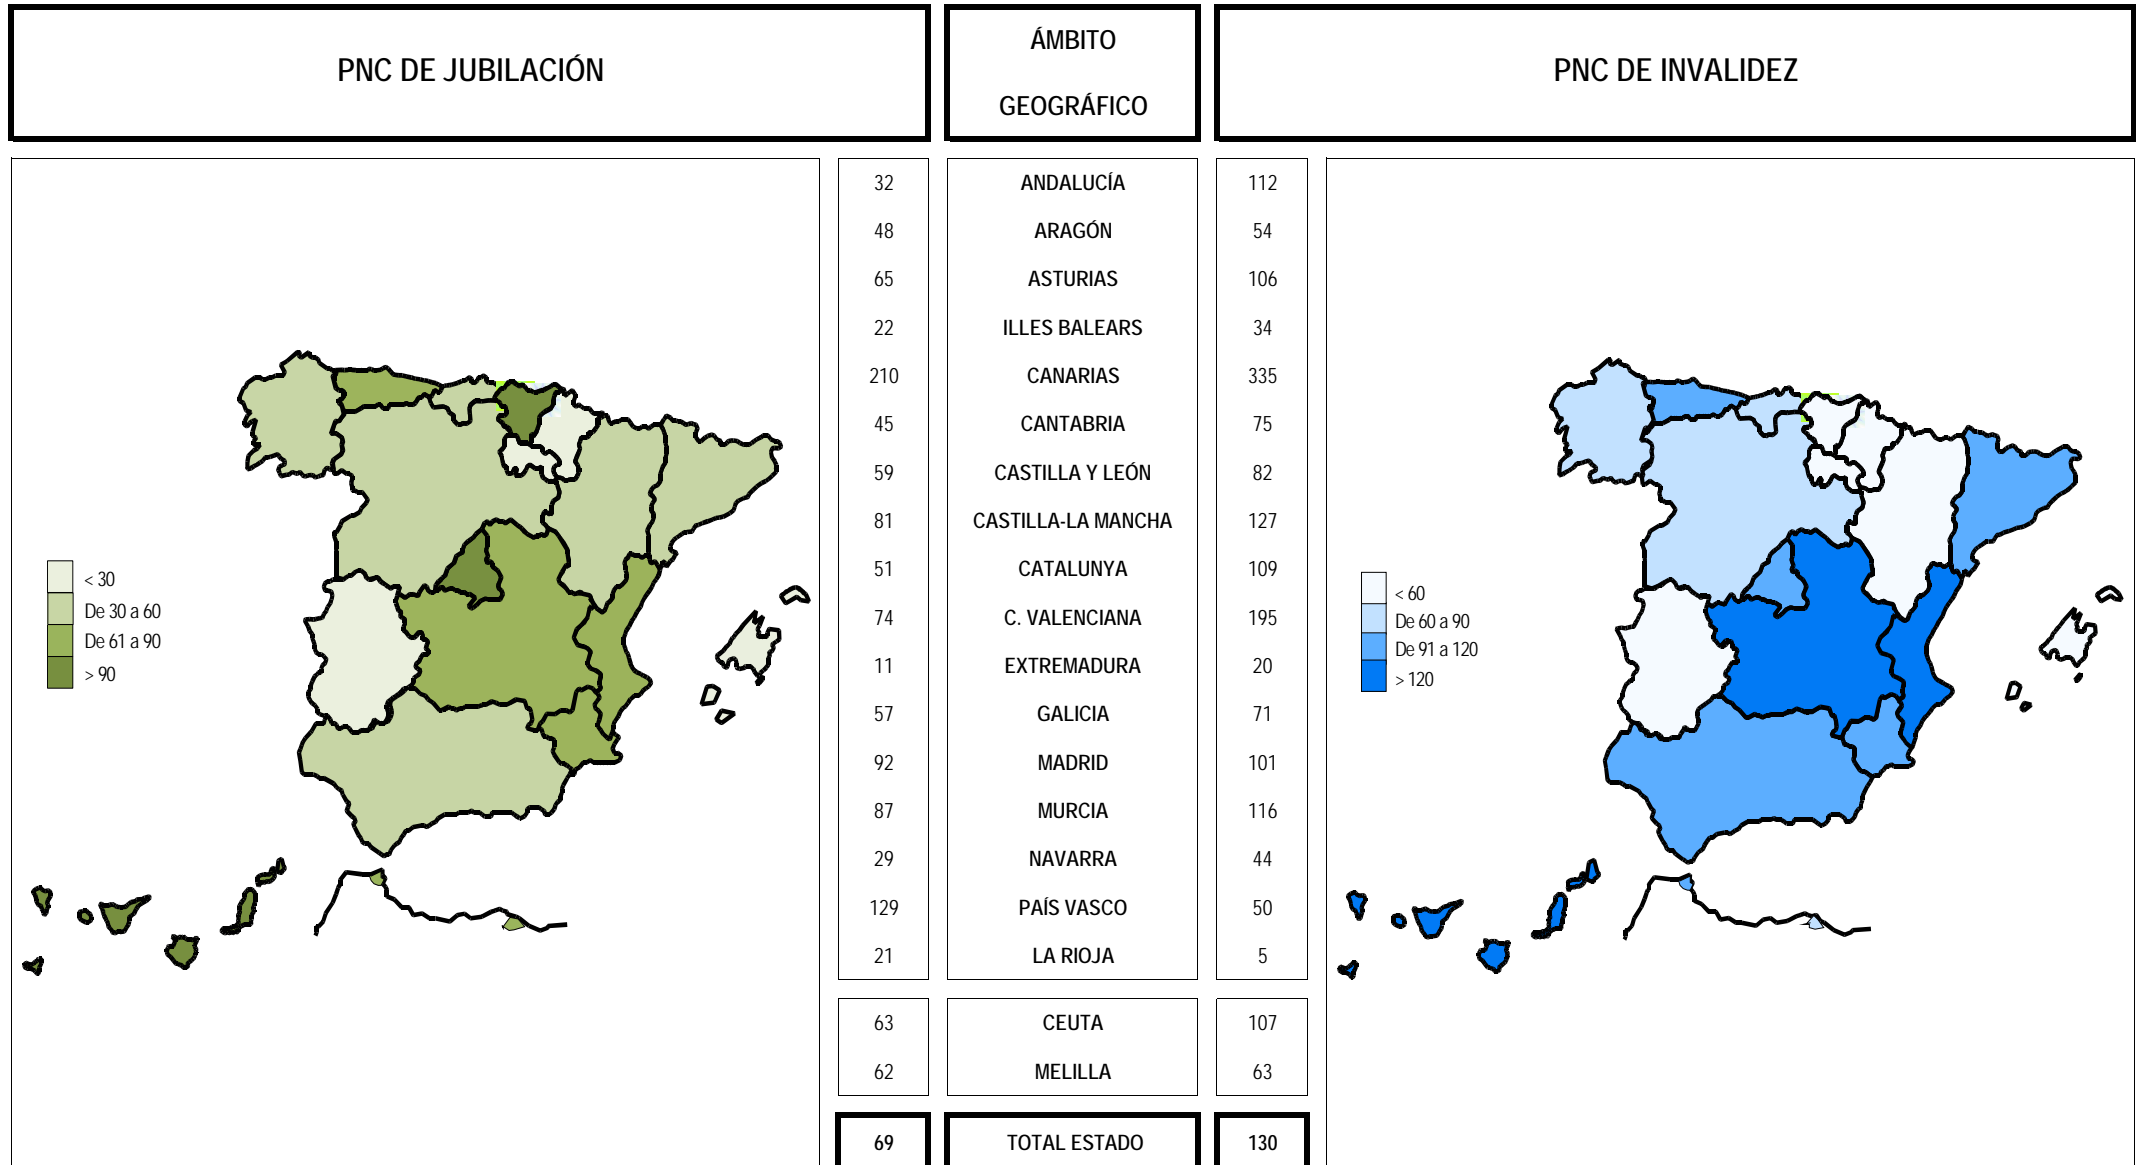 PNC DE JUBILACIÓN
ÁMBITO
GEOGRÁFICO
PNC DE INVALIDEZ
32 ANDALUCÍA 112
48 ARAGÓN 54
65 ASTURIAS 106
22 ILLES BALEARS 34
210 CANARIAS 335
45 CANTABRIA 75
59 CASTILLA Y LEÓN 82
81 CASTILLA-LA MANCHA 127
51 CATALUNYA 109
74 C. VALENCIANA 195
11 EXTREMADURA 20
57 GALICIA 71
92 MADRID 101
87 MURCIA 116
29 NAVARRA 44
129 PAÍS VASCO 50
21 LA RIOJA 5
63 CEUTA 107
62 MELILLA 63
69 TOTAL ESTADO 130
< 30
De 30 a 60
De 61 a 90
> 90
< 60
De 60 a 90
De 91 a 120
> 120